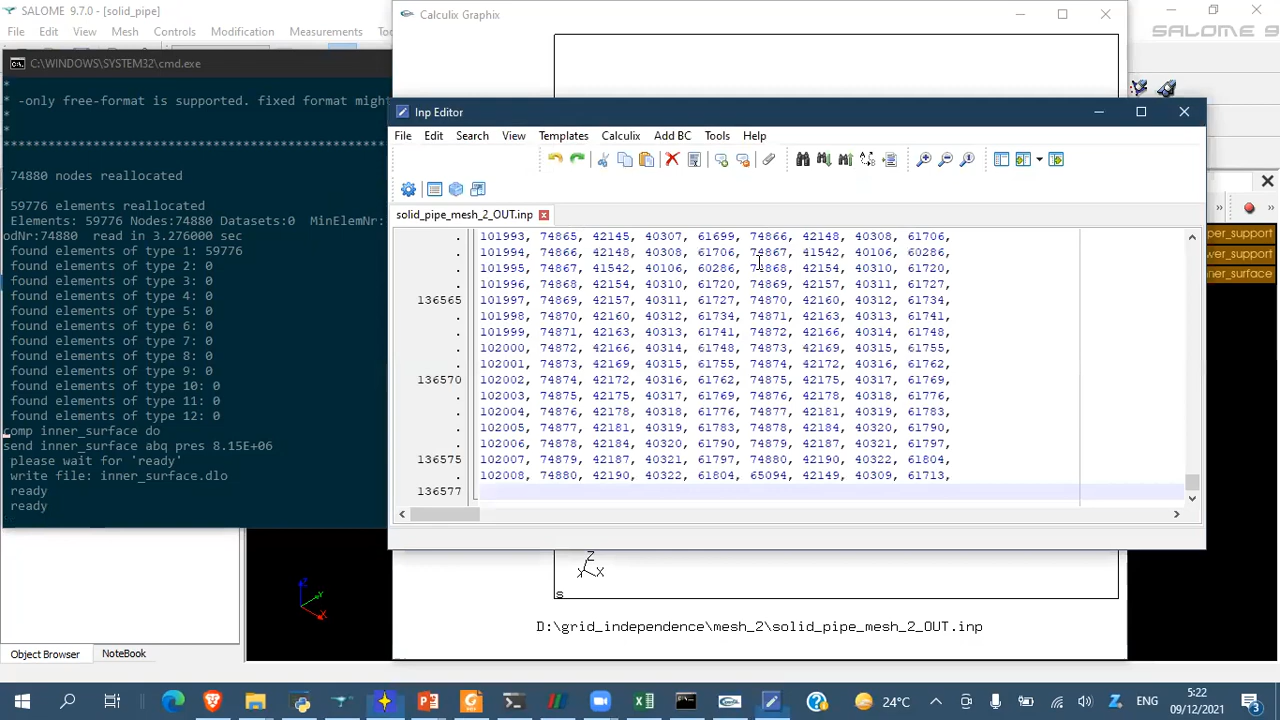 SALOME 9.7.0 - [solid_pipe]
File Edit View Mesh Controls Modification Measurements
SALOME 9
Calculix Graphix
C:\WINDOWS\SYSTEM32\cmd.exe
*
* -only free-format is supported. fixed format might
*
*
74880 nodes reallocated
59776 elements reallocated
Elements: 59776 Nodes:74880 Datasets:0 MinElemNr:
odNr:74880 read in 3.276000 sec
found elements of type 1: 59776
found elements of type 2: 0
found elements of type 3: 0
found elements of type 4: 0
found elements of type 5: 0
found elements of type 6: 0
found elements of type 7: 0
found elements of type 8: 0
found elements of type 9: 0
found elements of type 10: 0
found elements of type 11: 0
found elements of type 12: 0
comp inner_surface do
send inner_surface abq pres 8.15E+06
please wait for 'ready'
write file: inner_surface.dlo
ready
ready
Inp Editor
File Edit Search View Templates Calculix Add BC Tools Help
solid_pipe_mesh_2_OUT.inp
. 101993, 74865, 42145, 40307, 61699, 74866, 42148, 40308, 61706,
. 101994, 74866, 42148, 40308, 61706, 74867, 41542, 40106, 60286,
. 101995, 74867, 41542, 40106, 60286, 74868, 42154, 40310, 61720,
. 101996, 74868, 42154, 40310, 61720, 74869, 42157, 40311, 61727,
136565 101997, 74869, 42157, 40311, 61727, 74870, 42160, 40312, 61734,
. 101998, 74870, 42160, 40312, 61734, 74871, 42163, 40313, 61741,
. 101999, 74871, 42163, 40313, 61741, 74872, 42166, 40314, 61748,
. 102000, 74872, 42166, 40314, 61748, 74873, 42169, 40315, 61755,
. 102001, 74873, 42169, 40315, 61755, 74874, 42172, 40316, 61762,
136570 102002, 74874, 42172, 40316, 61762, 74875, 42175, 40317, 61769,
. 102003, 74875, 42175, 40317, 61769, 74876, 42178, 40318, 61776,
. 102004, 74876, 42178, 40318, 61776, 74877, 42181, 40319, 61783,
. 102005, 74877, 42181, 40319, 61783, 74878, 42184, 40320, 61790,
. 102006, 74878, 42184, 40320, 61790, 74879, 42187, 40321, 61797,
136575 102007, 74879, 42187, 40321, 61797, 74880, 42190, 40322, 61804,
. 102008, 74880, 42190, 40322, 61804, 65094, 42149, 40309, 61713,
136577
per_support
wer_support
nner_surface
Z
Y
X
Z
Y X
s
D:\grid_independence\mesh_2\solid_pipe_mesh_2_OUT.inp
Object Browser NoteBook
24°C
ENG
5:22
09/12/2021
3